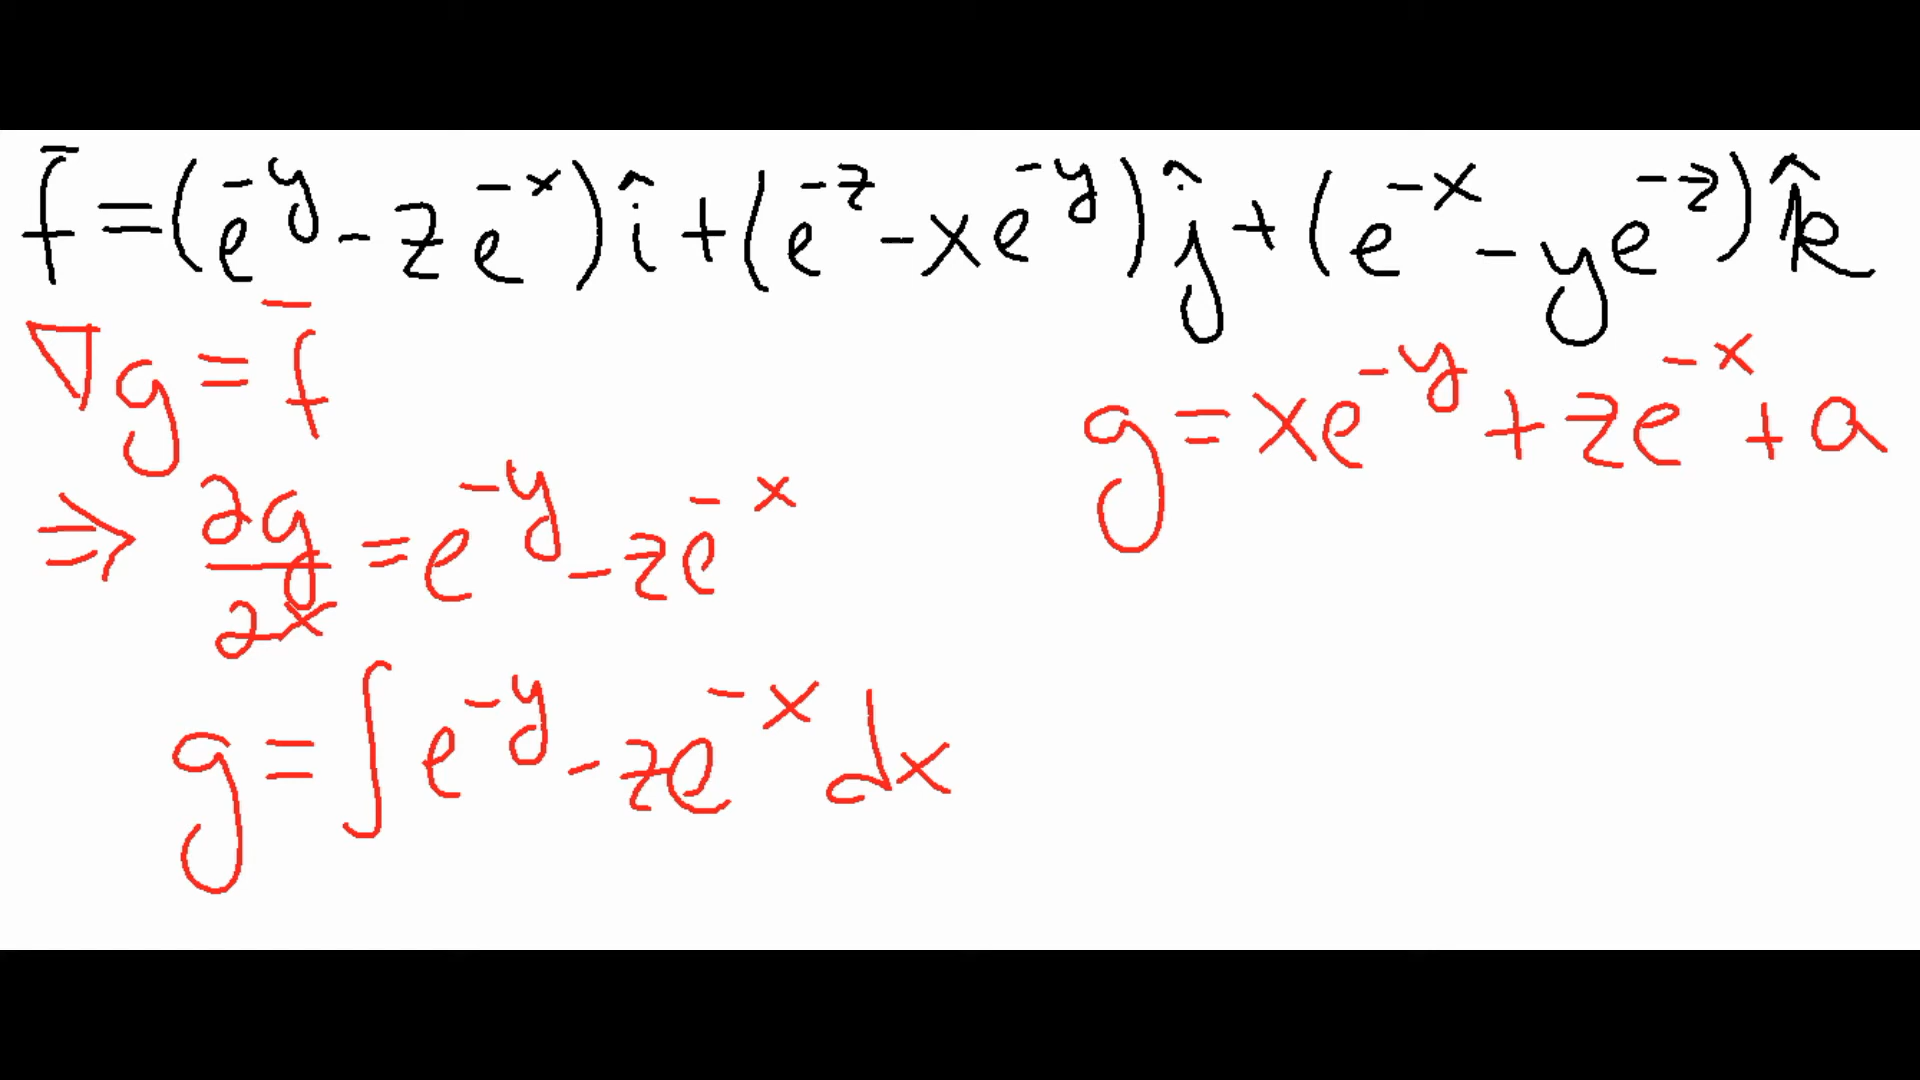 f̄ = (e^{-y} - ze^{-x}) î + (e^{-z} - xe^{-y}) ĵ + (e^{-x} - ye^{-z}) k̂
∇g = f̄
⇒ ∂g/∂x = e^{-y} - ze^{-x}
g = ∫ e^{-y} - ze^{-x} dx
g = xe^{-y} + ze^{-x} + a